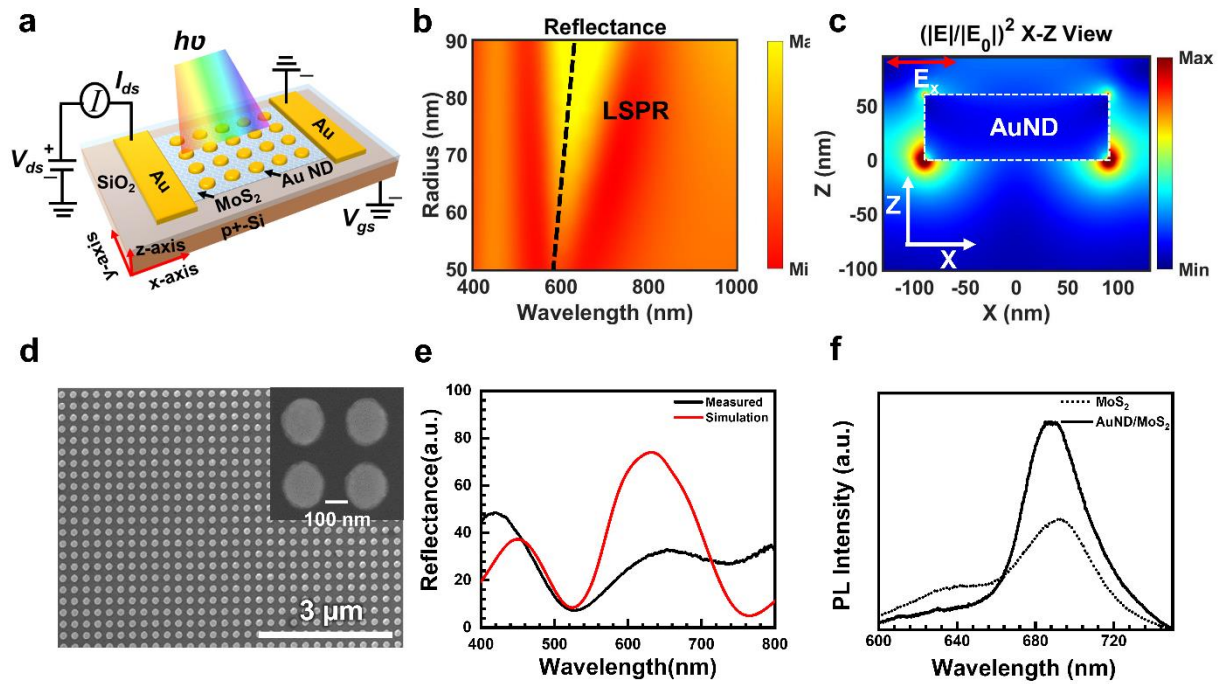 a
hυ
I_ds
I
V_ds
+
−
−
−
Au
Au
SiO₂
MoS₂
Au ND
V_gs
p+-Si
y-axis
z-axis
x-axis
b
Reflectance
90
80
70
60
50
Radius (nm)
LSPR
400
600
800
1000
Wavelength (nm)
Ma
Mi
c
(|E|/|E₀|)² X-Z View
Eₓ
AuND
50
0
-50
-100
Z (nm)
Z
X
-100
-50
0
50
100
X (nm)
Max
Min
d
100 nm
3 μm
e
100
80
60
40
20
0
Reflectance(a.u.)
Measured
Simulation
400
500
600
700
800
Wavelength(nm)
f
PL Intensity (a.u.)
MoS₂
AuND/MoS₂
600
640
680
720
Wavelength (nm)